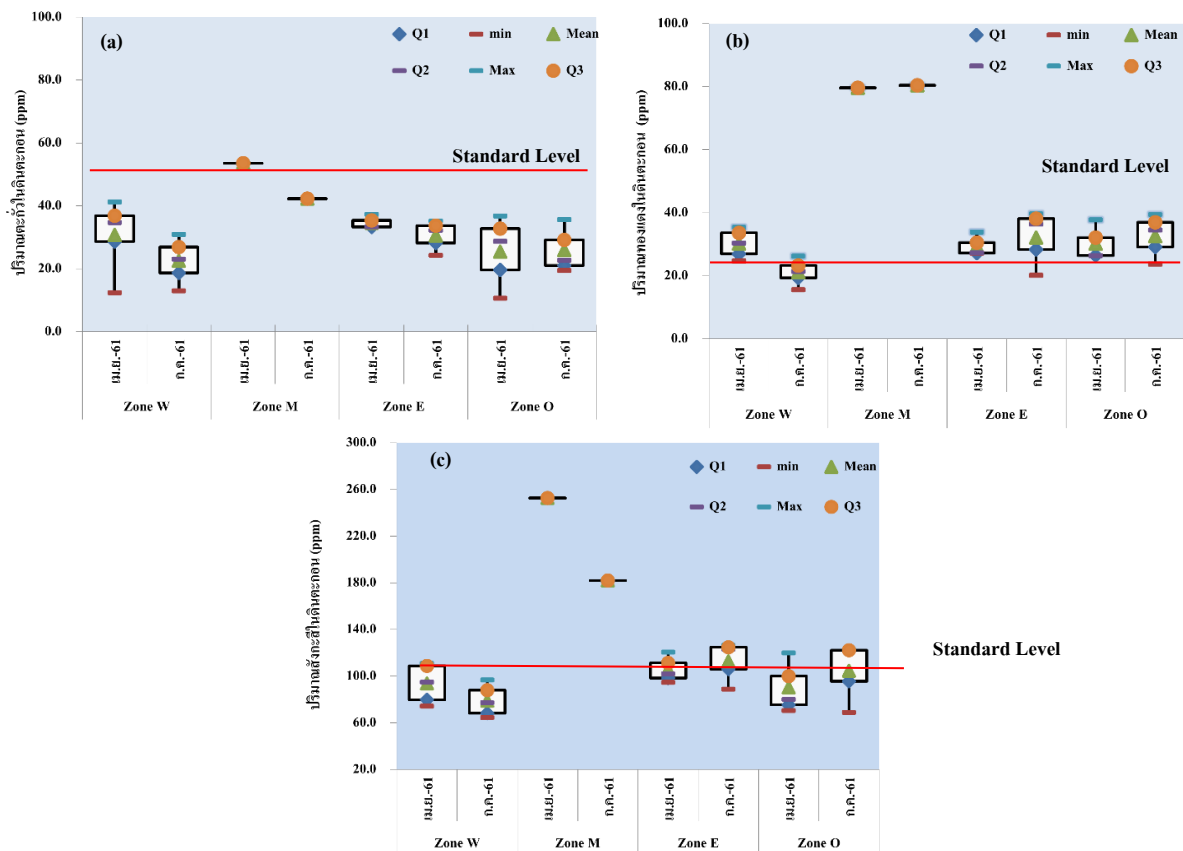 (a)
Q1 min Mean
Q2 Max Q3
Standard Level
ปริมาณตะกั่วในดินตะกอน (ppm)
100.0
80.0
60.0
40.0
20.0
0.0
เม.ย.-61 ก.ค.-61 เม.ย.-61 ก.ค.-61 เม.ย.-61 ก.ค.-61 เม.ย.-61 ก.ค.-61
Zone W Zone M Zone E Zone O
(b)
Q1 min Mean
Q2 Max Q3
Standard Level
ปริมาณทองแดงในดินตะกอน (ppm)
100.0
80.0
60.0
40.0
20.0
0.0
เม.ย.-61 ก.ค.-61 เม.ย.-61 ก.ค.-61 เม.ย.-61 ก.ค.-61 เม.ย.-61 ก.ค.-61
Zone W Zone M Zone E Zone O
(c)
Q1 min Mean
Q2 Max Q3
Standard Level
ปริมาณสังกะสีในดินตะกอน (ppm)
300.0
260.0
220.0
180.0
140.0
100.0
60.0
20.0
เม.ย.-61 ก.ค.-61 เม.ย.-61 ก.ค.-61 เม.ย.-61 ก.ค.-61 เม.ย.-61 ก.ค.-61
Zone W Zone M Zone E Zone O